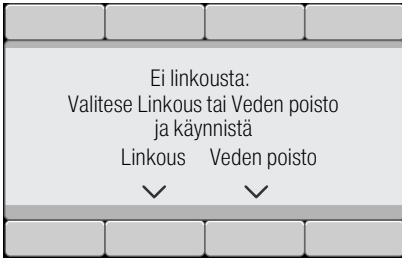 Ei linkousta:
Valitese Linkous tai Veden poisto
ja käynnistä
Linkous Veden poisto